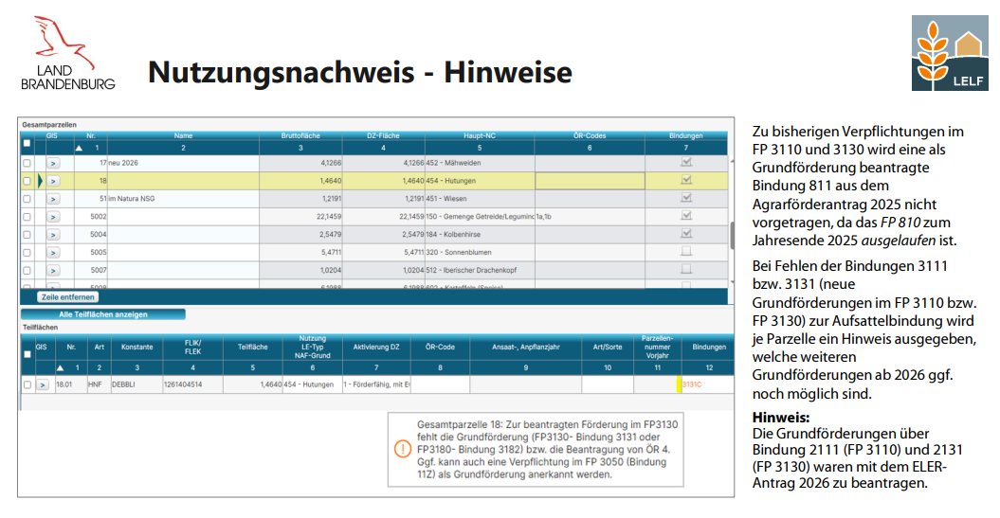 LAND
BRANDENBURG
Nutzungsnachweis - Hinweise
LELF
Gesamtparzellen
GIS Nr. Name Bruttofläche DZ-Fläche Haupt-NC ÖR-Codes Bindungen
1 2 3 4 5 6 7
> 17 neu 2026 4,1266 4,1266 452 - Mähweiden
> 18 1,4640 1,4640 454 - Hutungen
> 51 im Natura NSG 1,2191 1,2191 451 - Wiesen
> 5002 22,1459 22,1459 150 - Gemenge Getreide/Legumino 1a,1b
> 5004 2,5479 2,5479 184 - Kolbenhirse
> 5005 5,4711 5,4711 320 - Sonnenblumen
> 5007 1,0204 1,0204 512 - Iberischer Drachenkopf
5008 6,1988 6,1988 602 - Kartoffeln (Speise)
Zeile entfernen
Alle Teilflächen anzeigen
Teilflächen
GIS Nr. Art Konstante FLIK/ FLEK Teilfläche Nutzung LE-Typ NAF-Grund Aktivierung DZ ÖR-Code Ansaat-, Anpflanzjahr Art/Sorte Parzellen- nummer Vorjahr Bindungen
1 2 3 4 5 6 7 8 9 10 11 12
> 18.01 HNF DEBBLI 1261404514 1,4640 454 - Hutungen 1 - Förderfähig, mit E 3131C
Gesamtparzelle 18: Zur beantragten Förderung im FP3130
fehlt die Grundförderung (FP3130- Bindung 3131 oder
FP3180- Bindung 3182) bzw. die Beantragung von ÖR 4.
Ggf. kann auch eine Verpflichtung im FP 3050 (Bindung
11Z) als Grundförderung anerkannt werden.
Zu bisherigen Verpflichtungen im
FP 3110 und 3130 wird eine als
Grundförderung beantragte
Bindung 811 aus dem
Agrarförderantrag 2025 nicht
vorgetragen, da das FP 810 zum
Jahresende 2025 ausgelaufen ist.
Bei Fehlen der Bindungen 3111
bzw. 3131 (neue
Grundförderungen im FP 3110 bzw.
FP 3130) zur Aufsattelbindung wird
je Parzelle ein Hinweis ausgegeben,
welche weiteren
Grundförderungen ab 2026 ggf.
noch möglich sind.
Hinweis:
Die Grundförderungen über
Bindung 2111 (FP 3110) und 2131
(FP 3130) waren mit dem ELER-
Antrag 2026 zu beantragen.